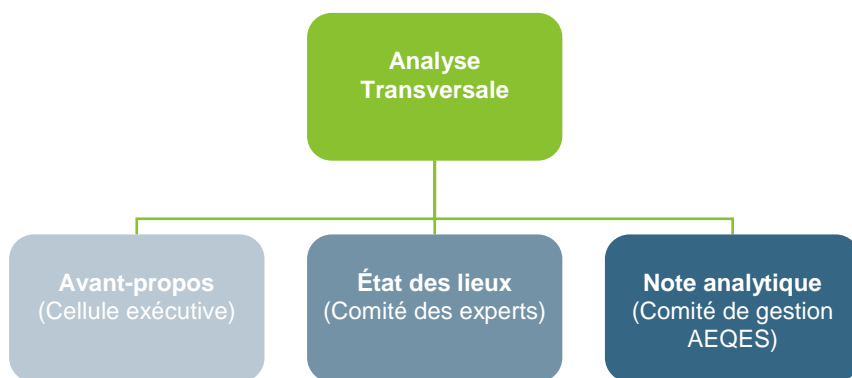 Analyse
Transversale
Avant-propos
(Cellule exécutive)
État des lieux
(Comité des experts)
Note analytique
(Comité de gestion
AEQES)